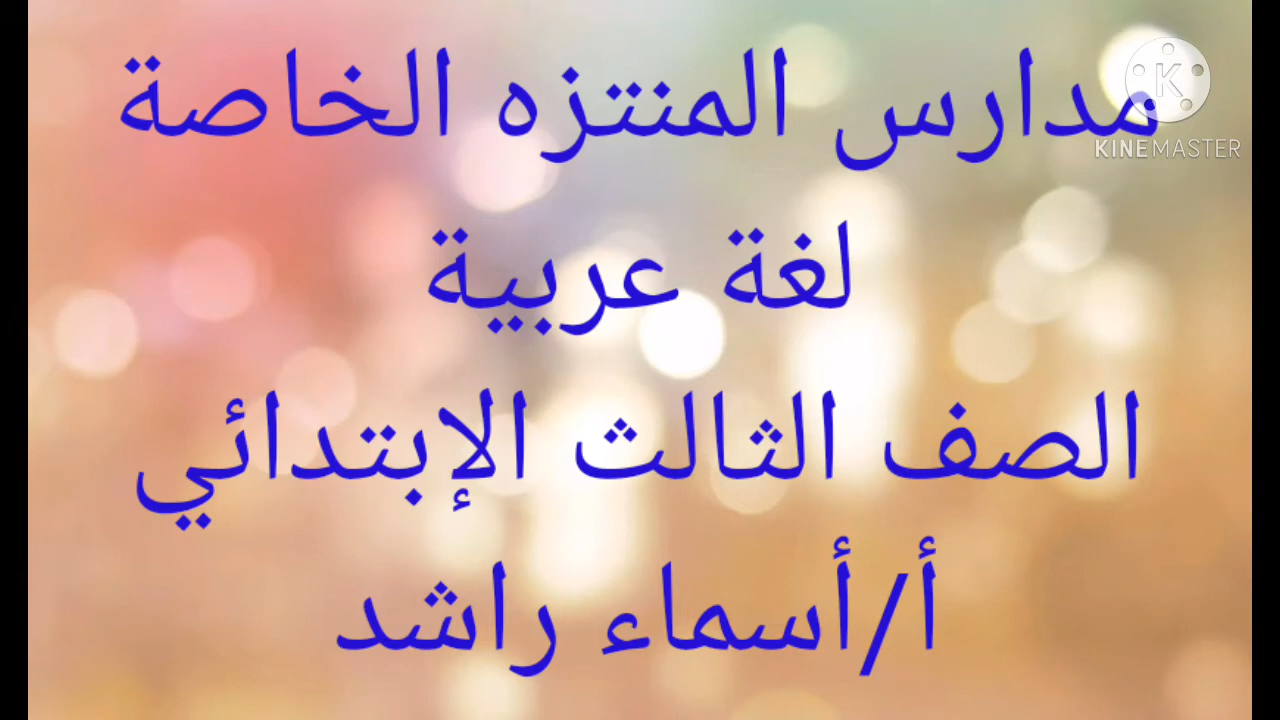 مدارس المنتزه الخاصة
KINEMASTER
لغة عربية
الصف الثالث الإبتدائي
أ/أسماء راشد